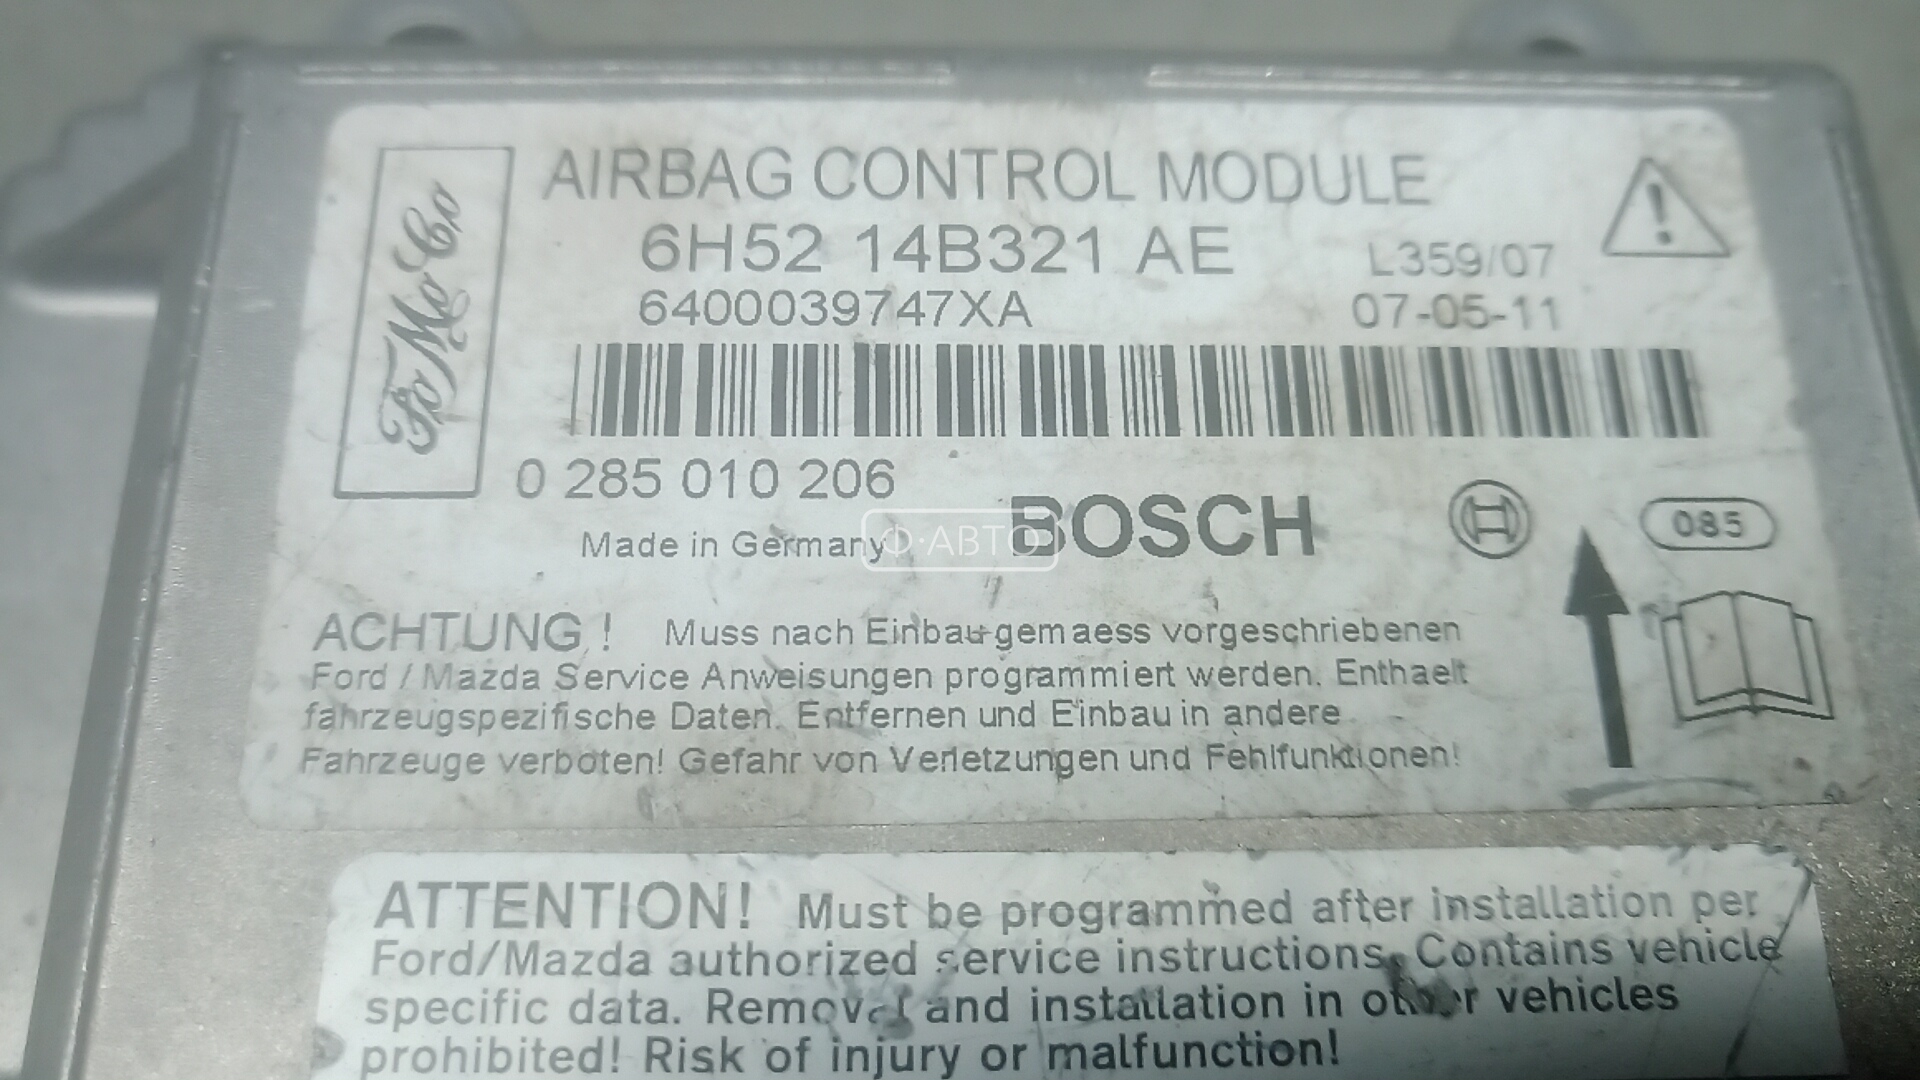 FoMoCo
AIRBAG CONTROL MODULE
6H52 14B321 AE L359/07
6400039747XA 07-05-11
0 285 010 206
Made in Germany
Ф·АВТО
BOSCH
085
ACHTUNG! Muss nach Einbau gemaess vorgeschriebenen
Ford / Mazda Service Anweisungen programmiert werden. Enthaelt
fahrzeugspezifische Daten. Entfernen und Einbau in andere
Fahrzeuge verboten! Gefahr von Verletzungen und Fehlfunktionen!
ATTENTION! Must be programmed after installation per
Ford/Mazda authorized service instructions. Contains vehicle
specific data. Removal and installation in other vehicles
prohibited! Risk of injury or malfunction!